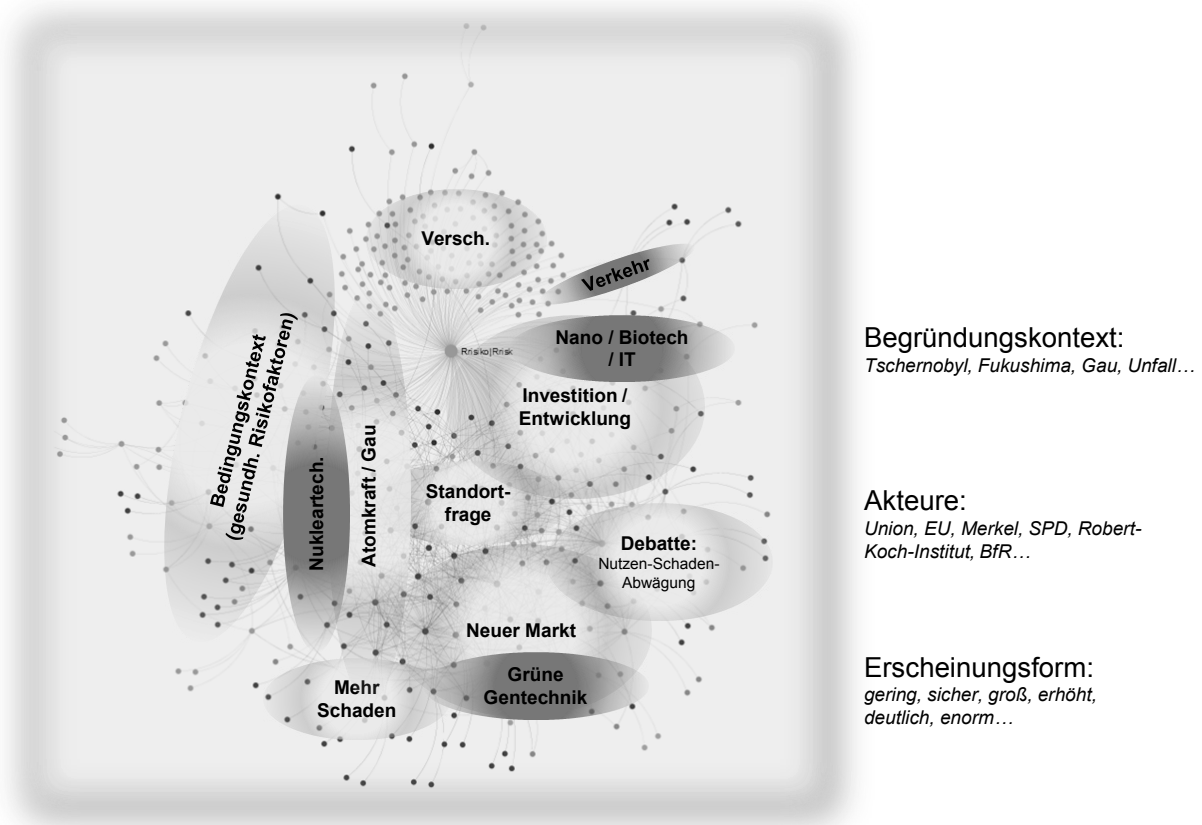 Versch.
Verkehr
Rrisiko|Rrisk
Nano / Biotech
/ IT
Investition /
Entwicklung
Bedingungskontext
(gesundh. Risikofaktoren)
Nukleartech.
Atomkraft / Gau
Standort-
frage
Debatte:
Nutzen-Schaden-
Abwägung
Neuer Markt
Grüne
Gentechnik
Mehr
Schaden
Begründungskontext:
Tschernobyl, Fukushima, Gau, Unfall…
Akteure:
Union, EU, Merkel, SPD, Robert-
Koch-Institut, BfR…
Erscheinungsform:
gering, sicher, groß, erhöht,
deutlich, enorm…